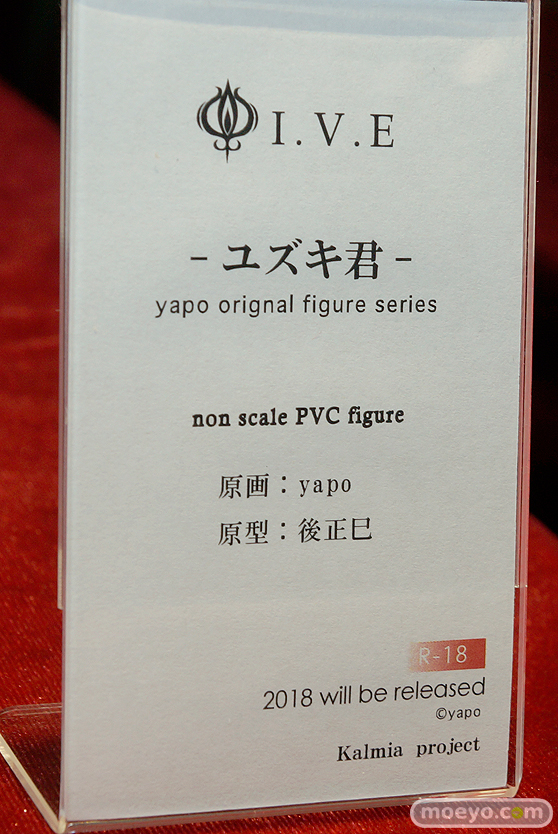 I.V.E
-ユズキ君-
yapo orignal figure series
non scale PVC figure
原画：yapo
原型：後正巳
R-18
2018 will be released
©yapo
Kalmia project
moeyo.com